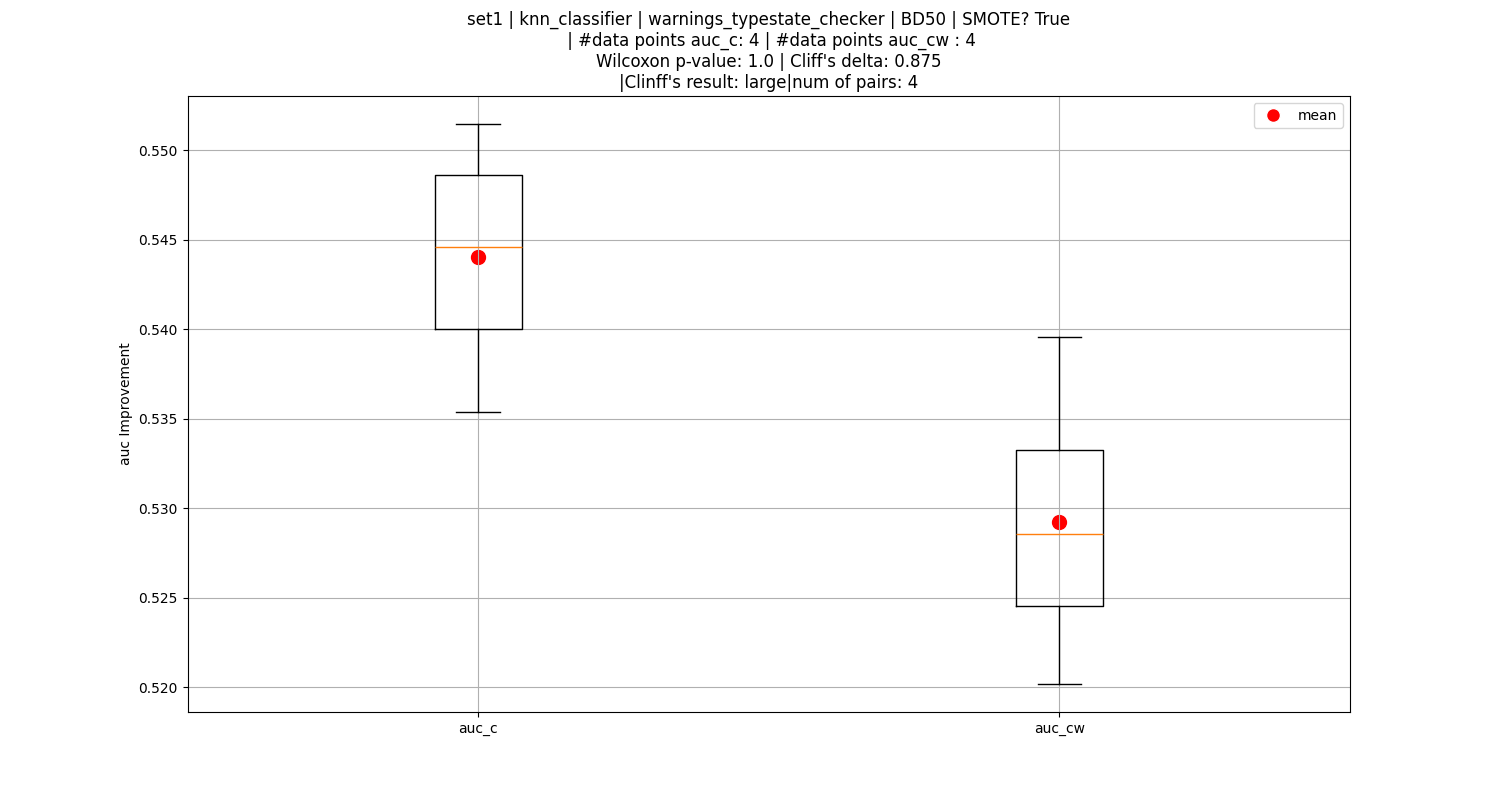 set1 | knn_classifier | warnings_typestate_checker | BD50 | SMOTE? True
| #data points auc_c: 4 | #data points auc_cw : 4
Wilcoxon p-value: 1.0 | Cliff's delta: 0.875
|Clinff's result: large|num of pairs: 4
mean
0.550
0.545
0.540
0.535
0.530
0.525
0.520
auc Improvement
auc_c
auc_cw